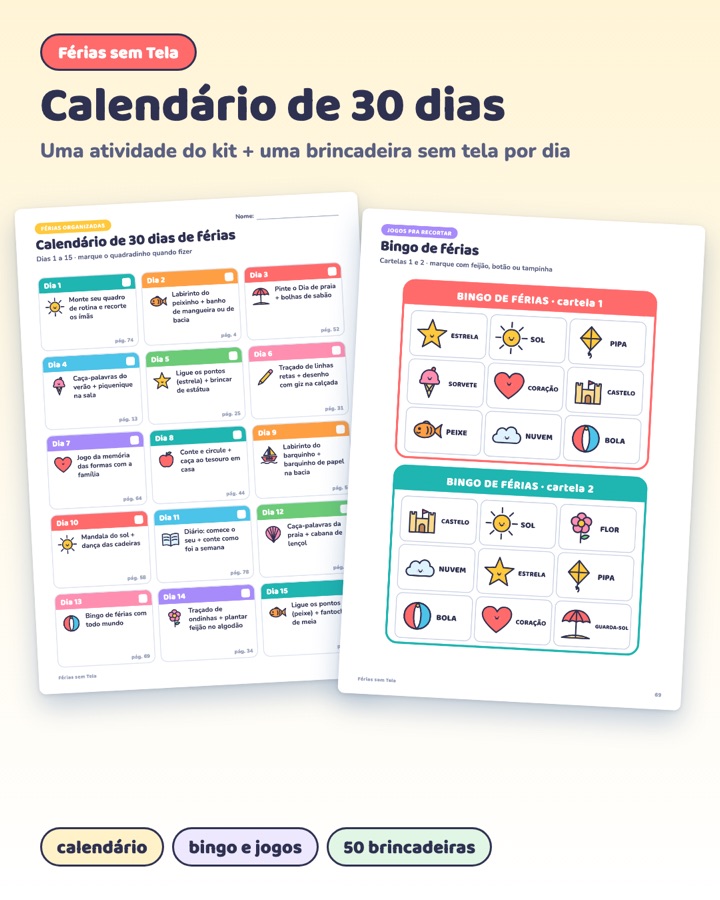 Férias sem Tela
Calendário de 30 dias
Uma atividade do kit + uma brincadeira sem tela por dia
FÉRIAS ORGANIZADAS
Nome:
Calendário de 30 dias de férias
Dias 1 a 15 · marque o quadradinho quando fizer
Dia 1
Monte seu quadro
de rotina e recorte
os ímãs
pág. 74
Dia 2
Labirinto do
peixinho + banho
de mangueira ou de
bacia
pág. 4
Dia 3
Pinte o Dia de praia
+ bolhas de sabão
pág. 52
Dia 4
Caça-palavras do
verão + piquenique
na sala
pág. 13
Dia 5
Ligue os pontos
(estrela) + brincar
de estátua
pág. 25
Dia 6
Traçado de linhas
retas + desenho
com giz na calçada
pág. 31
Dia 7
Jogo da memória
das formas com a
família
Dia 8
Conte e circule +
caça ao tesouro em
casa
pág. 44
Dia 9
Labirinto do
barquinho +
barquinho de papel
na bacia
Dia 10
Mandala do sol +
dança das cadeiras
Dia 11
Diário: comece o
seu + conte como
foi a semana
pág. 78
Dia 12
Caça-palavras da
praia + cabana de
lençol
Dia 13
Bingo de férias com
todo mundo
Dia 14
Traçado de
ondinhas + plantar
feijão no algodão
pág. 34
Dia 15
Ligue os pontos
(peixe) +
de meia
Férias sem Tela
JOGOS PRA RECORTAR
Bingo de férias
Cartelas 1 e 2 · marque com feijão, botão ou tampinha
BINGO DE FÉRIAS · cartela 1
ESTRELA
SOL
PIPA
SORVETE
CORAÇÃO
CASTELO
PEIXE
NUVEM
BOLA
BINGO DE FÉRIAS · cartela 2
CASTELO
SOL
FLOR
NUVEM
ESTRELA
PIPA
BOLA
CORAÇÃO
GUARDA-SOL
Férias sem Tela
calendário
bingo e jogos
50 brincadeiras